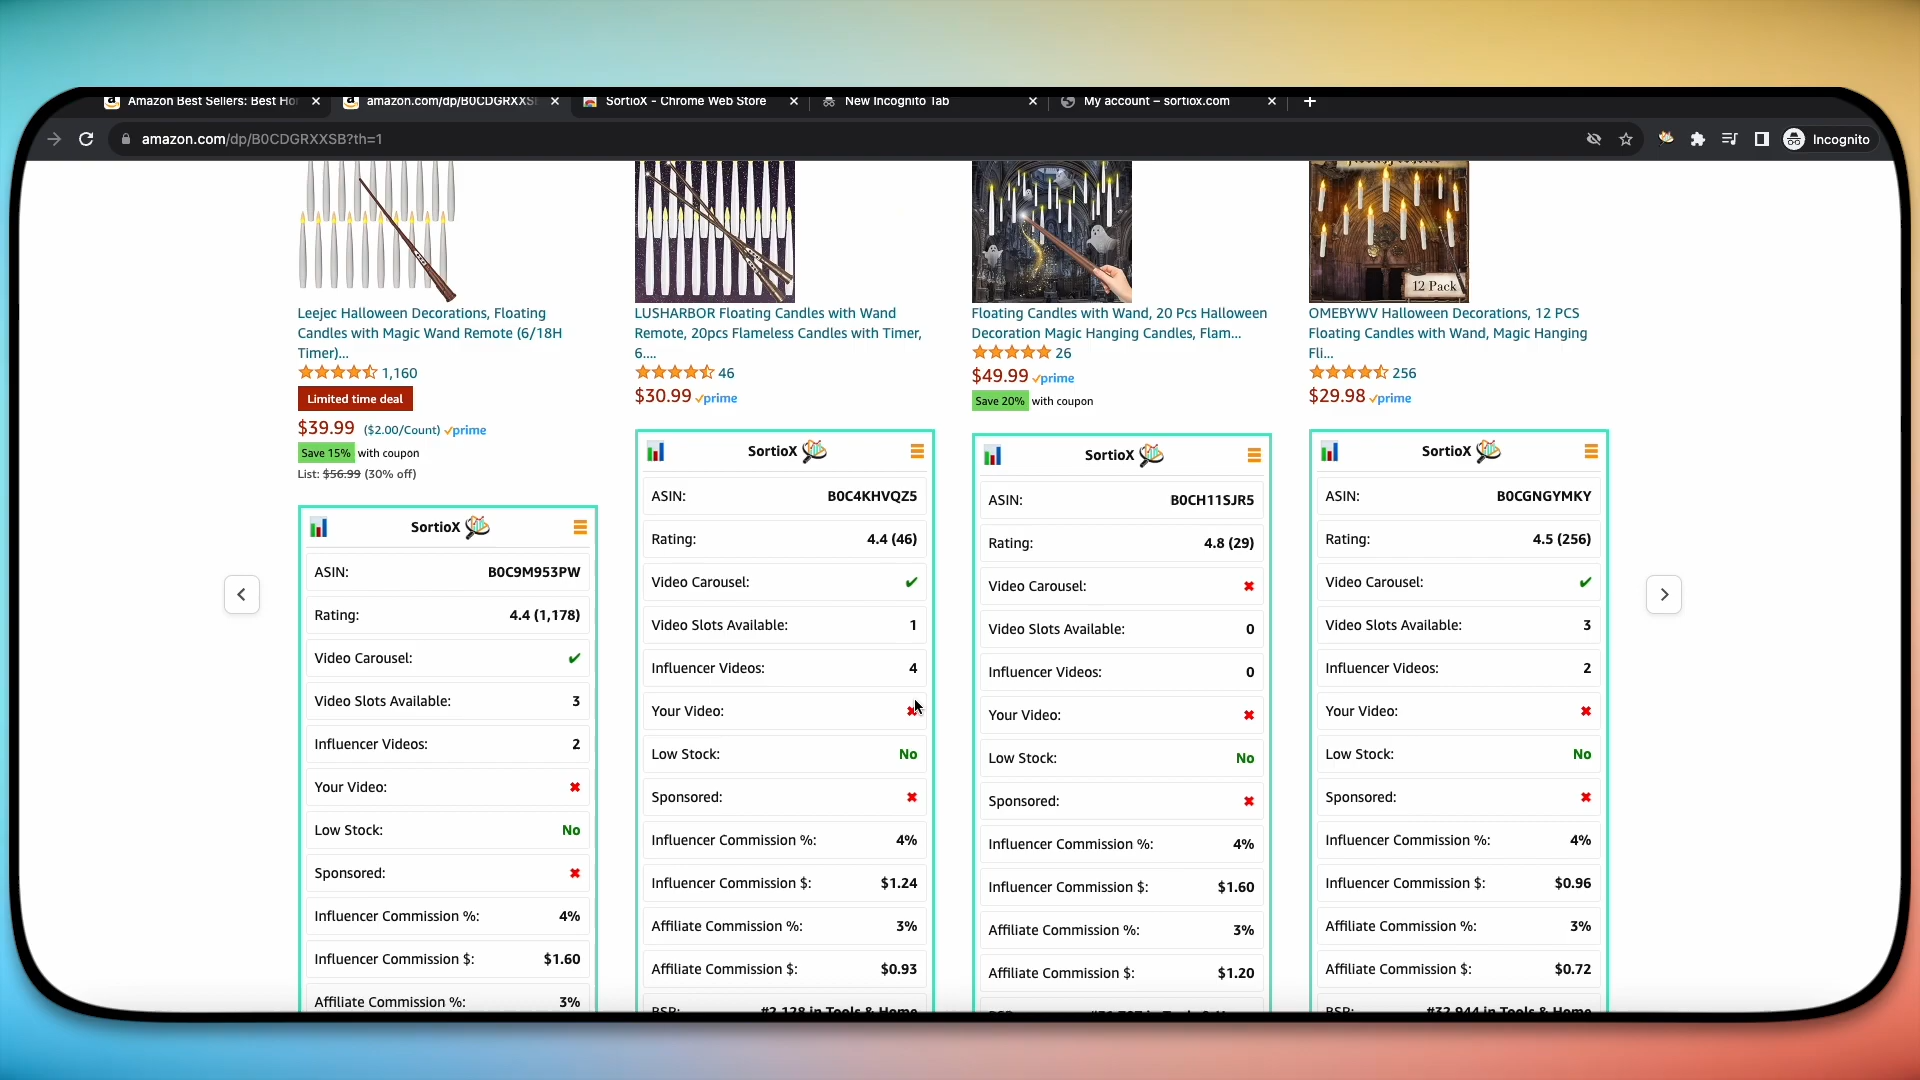 Amazon Best Sellers: Best Ho
amazon.com/dp/B0CDGRXXS
SortioX - Chrome Web Store
New Incognito Tab
My account – sortiox.com
amazon.com/dp/B0CDGRXXSB?th=1
Incognito
12 Pack
Leejec Halloween Decorations, Floating
Candles with Magic Wand Remote (6/18H
Timer)...
1,160
Limited time deal
$39.99 ($2.00/Count) prime
Save 15% with coupon
List: $56.99 (30% off)
SortioX
ASIN: B0C9M953PW
Rating: 4.4 (1,178)
Video Carousel: ✔
Video Slots Available: 3
Influencer Videos: 2
Your Video: ✖
Low Stock: No
Sponsored: ✖
Influencer Commission %: 4%
Influencer Commission $: $1.60
Affiliate Commission %: 3%
LUSHARBOR Floating Candles with Wand
Remote, 20pcs Flameless Candles with Timer,
6....
46
$30.99 prime
SortioX
ASIN: B0C4KHVQZ5
Rating: 4.4 (46)
Video Carousel: ✔
Video Slots Available: 1
Influencer Videos: 4
Your Video: ✖
Low Stock: No
Sponsored: ✖
Influencer Commission %: 4%
Influencer Commission $: $1.24
Affiliate Commission %: 3%
Affiliate Commission $: $0.93
BSR: #2,128 in Tools & Home
Floating Candles with Wand, 20 Pcs Halloween
Decoration Magic Hanging Candles, Flam...
26
$49.99 prime
Save 20% with coupon
SortioX
ASIN: B0CH11SJR5
Rating: 4.8 (29)
Video Carousel: ✖
Video Slots Available: 0
Influencer Videos: 0
Your Video: ✖
Low Stock: No
Sponsored: ✖
Influencer Commission %: 4%
Influencer Commission $: $1.60
Affiliate Commission %: 3%
Affiliate Commission $: $1.20
OMEBYWV Halloween Decorations, 12 PCS
Floating Candles with Wand, Magic Hanging
Fli...
256
$29.98 prime
SortioX
ASIN: B0CGNGYMKY
Rating: 4.5 (256)
Video Carousel: ✔
Video Slots Available: 3
Influencer Videos: 2
Your Video: ✖
Low Stock: No
Sponsored: ✖
Influencer Commission %: 4%
Influencer Commission $: $0.96
Affiliate Commission %: 3%
Affiliate Commission $: $0.72
BSR: #32,944 in Tools & Home